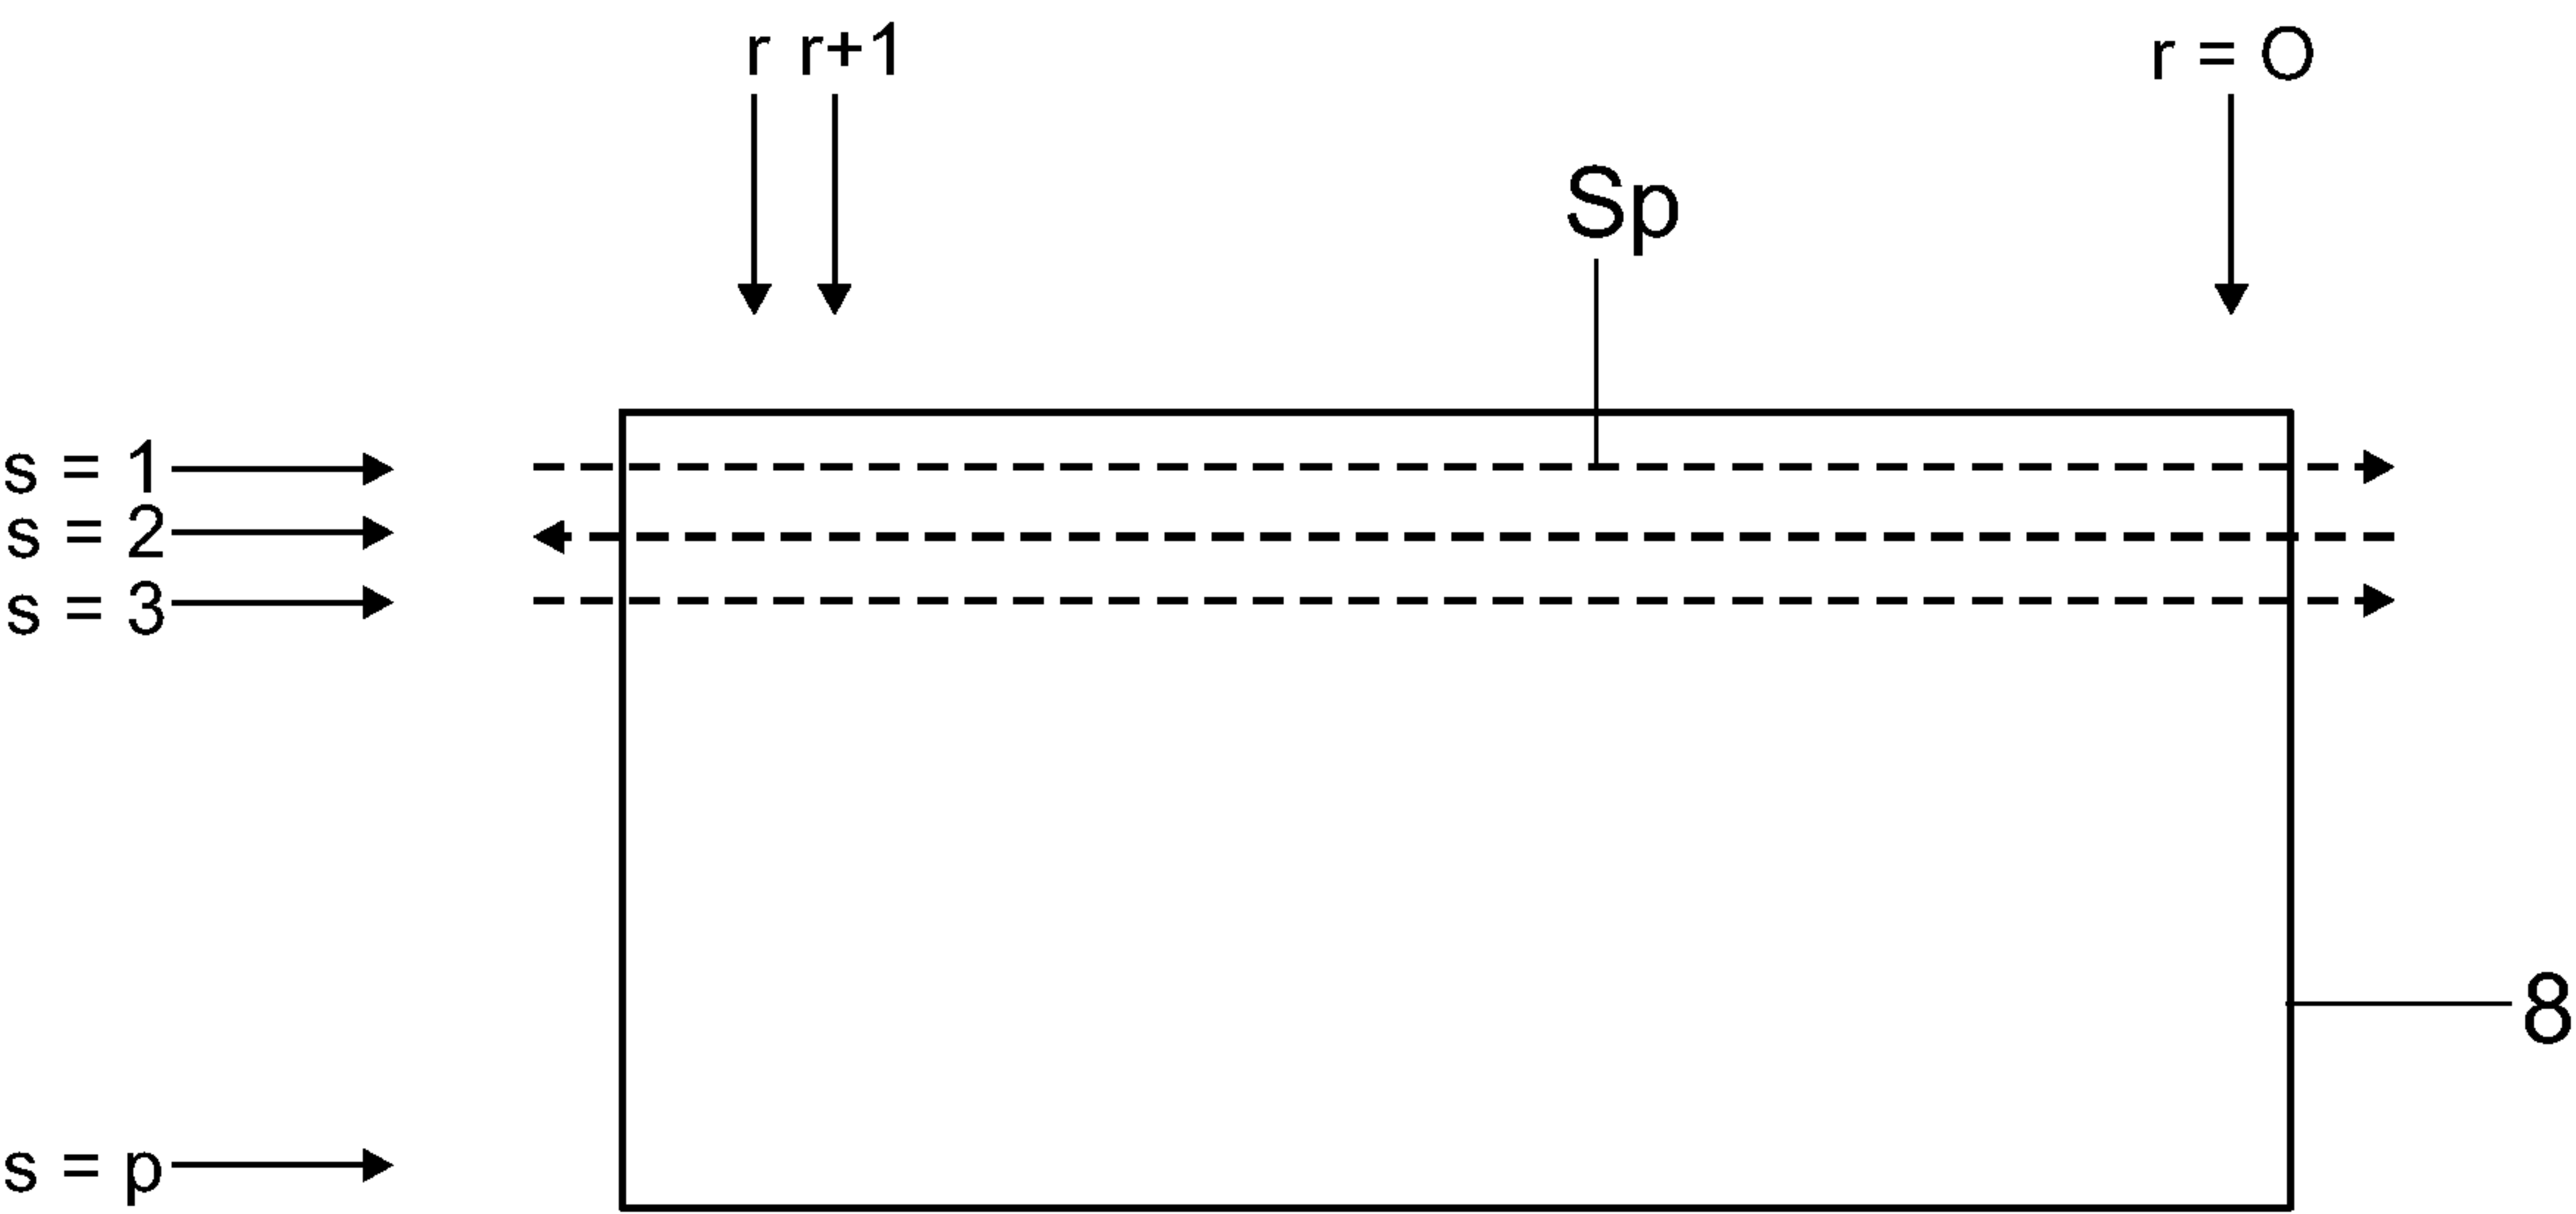 r r+1 r = O
Sp
s = 1
s = 2
s = 3
8
s = p